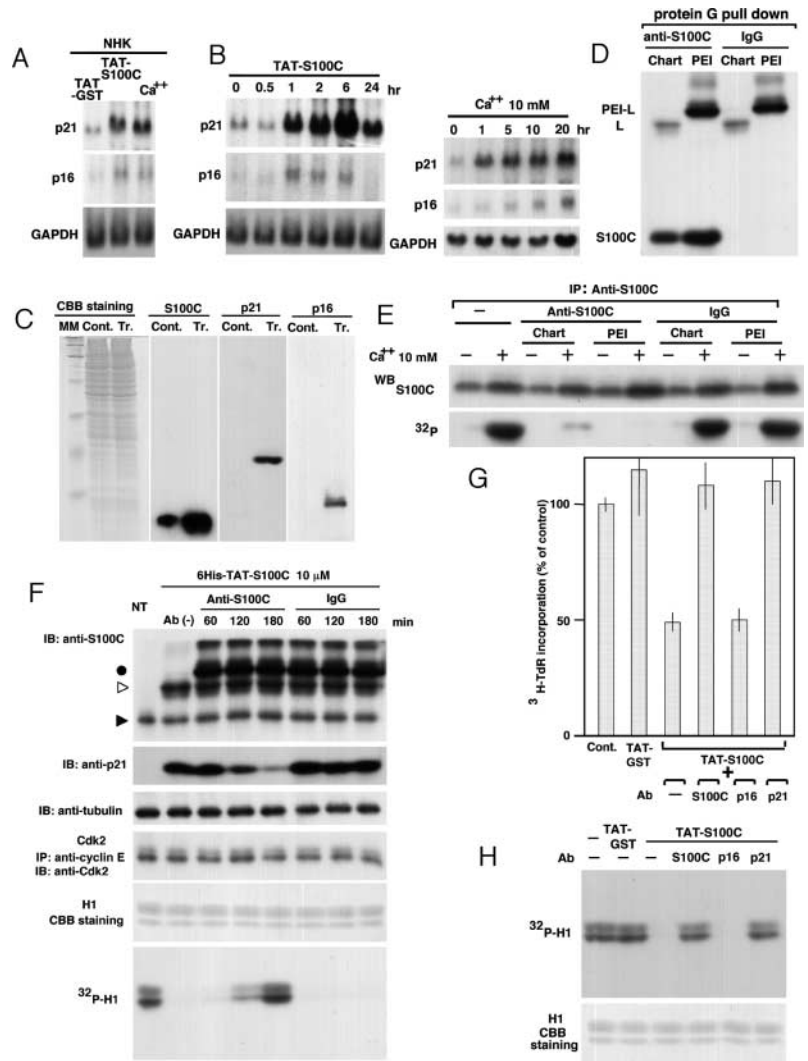 A
NHK
TAT-GST
TAT-S100C
Ca++
p21
p16
GAPDH
B
TAT-S100C
0 0.5 1 2 6 24 hr
p21
p16
GAPDH
Ca++ 10 mM
0 1 5 10 20 hr
p21
p16
GAPDH
D
protein G pull down
anti-S100C IgG
Chart PEI Chart PEI
PEI-L
L
S100C
C
CBB staining S100C p21 p16
MM Cont. Tr. Cont. Tr. Cont. Tr. Cont. Tr.
E
IP: Anti-S100C
– Anti-S100C IgG
Chart PEI Chart PEI
Ca++ 10 mM – + – + – + – + – +
WB S100C
32P
F
6His-TAT-S100C 10 μM
NT Ab (-) Anti-S100C IgG
60 120 180 60 120 180 min
IB: anti-S100C
IB: anti-p21
IB: anti-tubulin
Cdk2
IP: anti-cyclin E
IB: anti-Cdk2
H1
CBB staining
32P-H1
G
3H-TdR incorporation (% of control)
100
50
0
Cont. TAT-GST TAT-S100C
+
Ab – S100C p16 p21
H
– TAT-GST TAT-S100C
Ab – – – S100C p16 p21
32P-H1
H1
CBB
staining